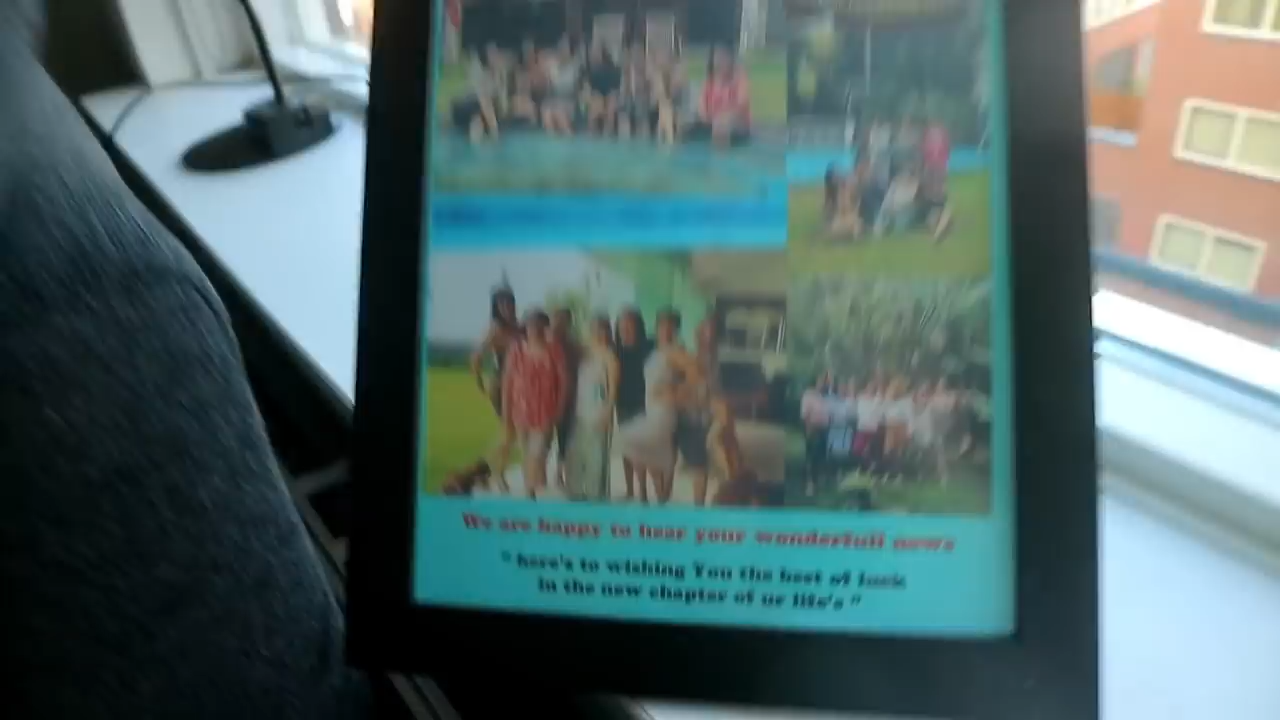 We are happy to hear your wonderfull news
" here's to wishing You the best of luck
in the new chapter of ur life's "